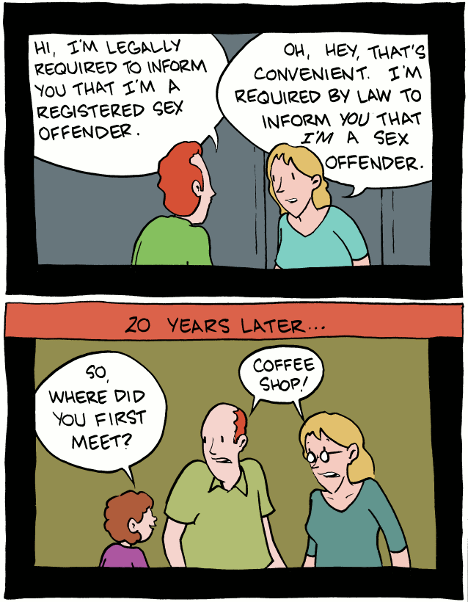 HI, I'M LEGALLY
REQUIRED TO INFORM
YOU THAT I'M A
REGISTERED SEX
OFFENDER.
OH, HEY, THAT'S
CONVENIENT. I'M
REQUIRED BY LAW TO
INFORM YOU THAT
I'M A SEX
OFFENDER.
20 YEARS LATER...
SO,
WHERE DID
YOU FIRST
MEET?
COFFEE
SHOP!